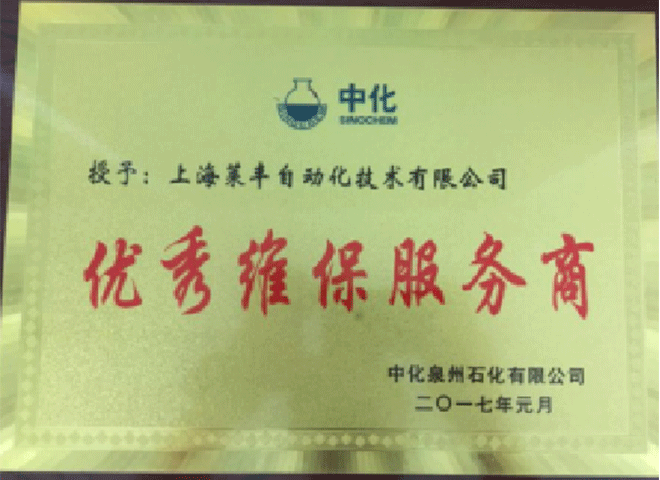 中化
SINOCHEM
授予：上海莱丰自动化技术有限公司
优秀维保服务商
中化泉州石化有限公司
二〇一七年元月